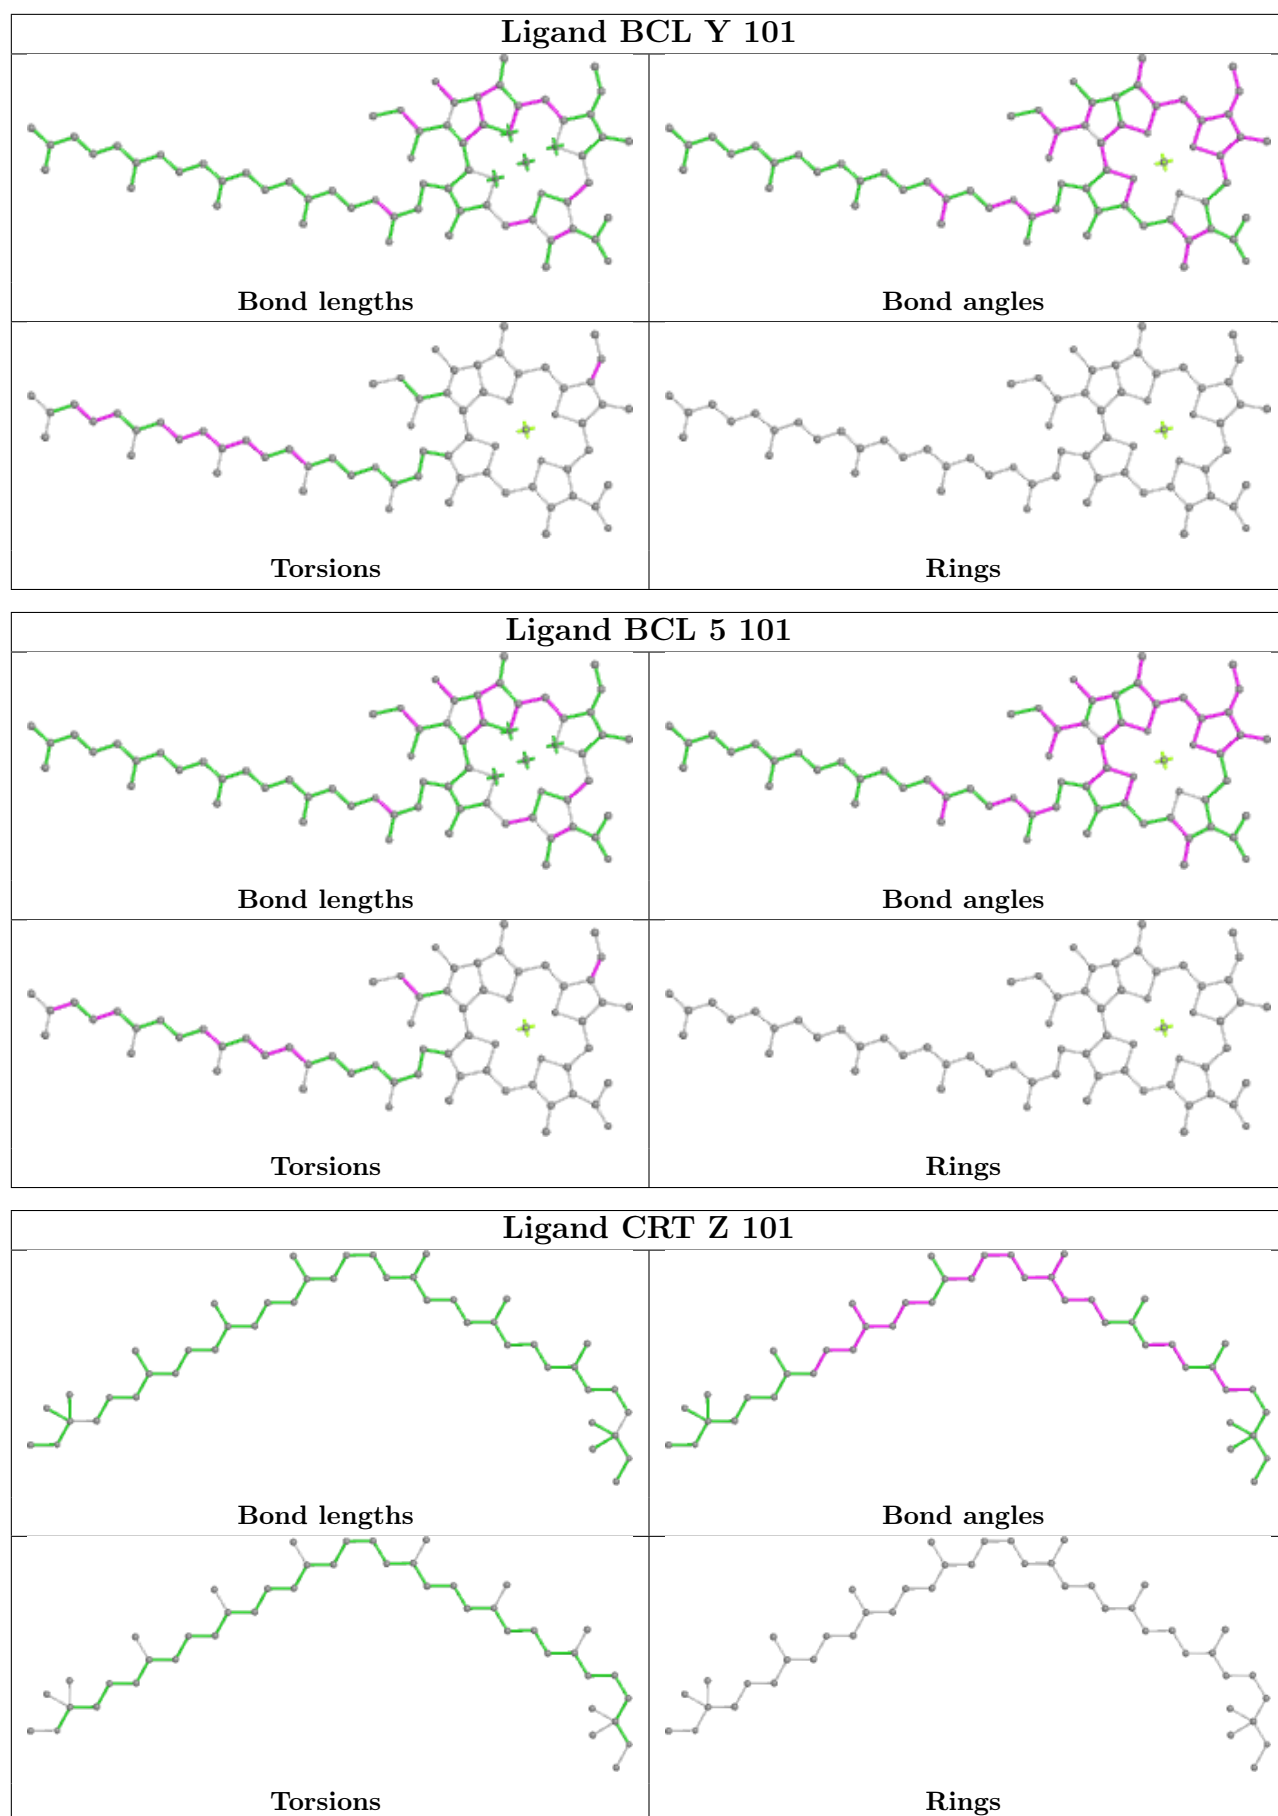 Ligand BCL Y 101
Bond lengths
Bond angles
Torsions
Rings
Ligand BCL 5 101
Bond lengths
Bond angles
Torsions
Rings
Ligand CRT Z 101
Bond lengths
Bond angles
Torsions
Rings